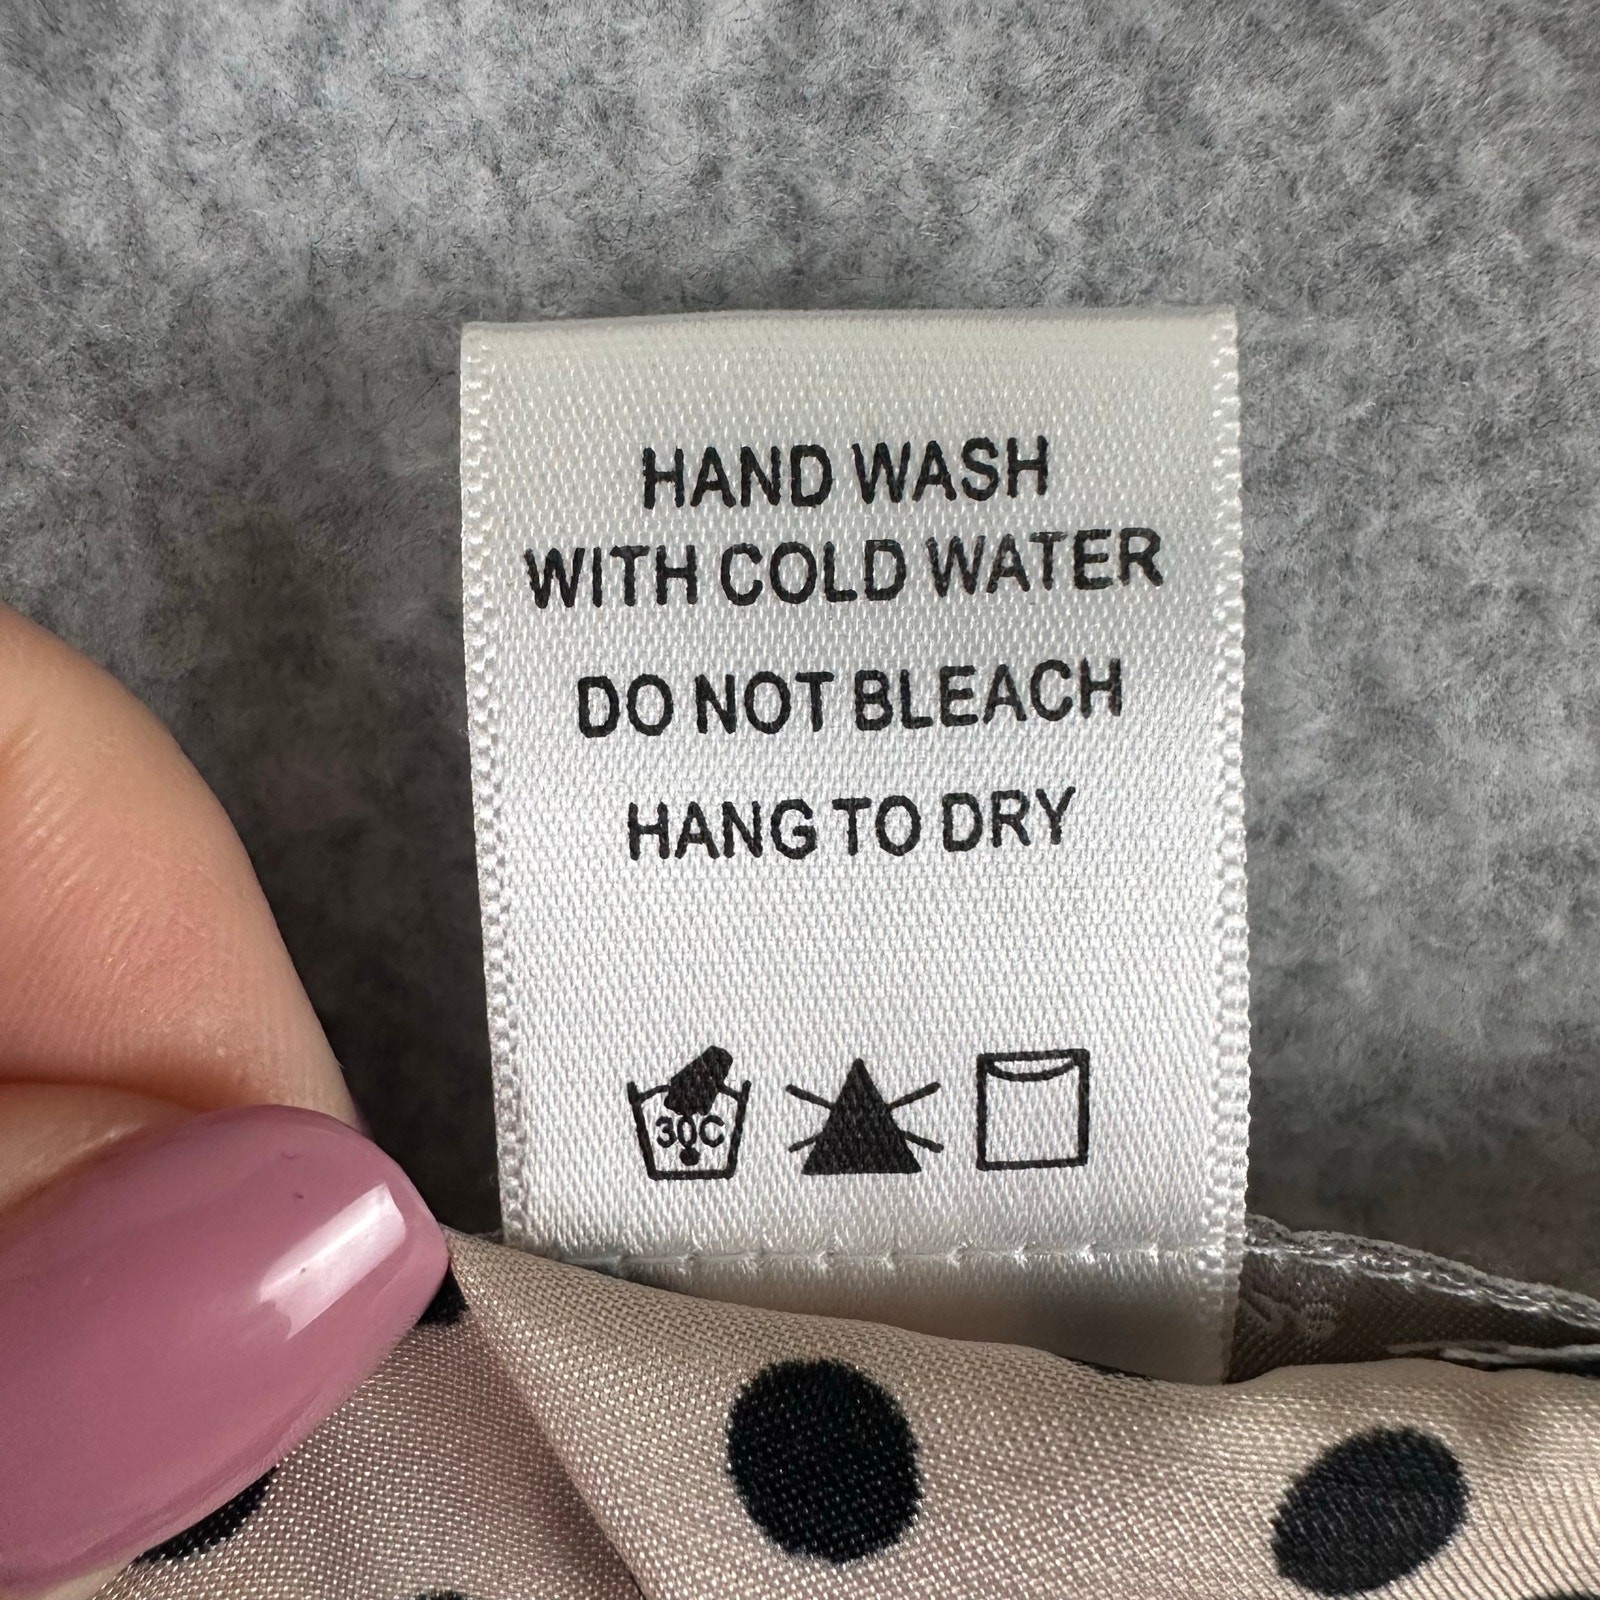 HAND WASH
WITH COLD WATER
DO NOT BLEACH
HANG TO DRY
30C